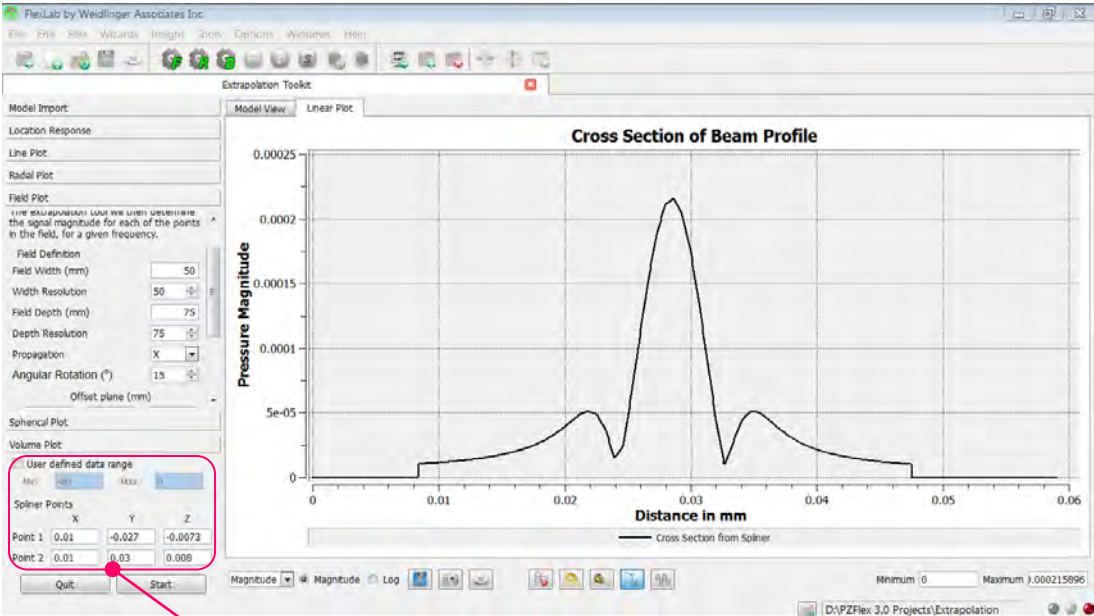 FlexLab by Weidlinger Associates Inc.
File Edit Flex Wizards Insight Tools Options Windows Help
Extrapolation Toolkit
Model Import
Location Response
Line Plot
Radial Plot
Field Plot
The extrapolation tool we then determine
the signal magnitude for each of the points
in the field, for a given frequency.
Field Definition
Field Width (mm) 50
Width Resolution 50
Field Depth (mm) 75
Depth Resolution 75
Propagation X
Angular Rotation (°) 15
Offset plane (mm)
Spherical Plot
Volume Plot
User defined data range
Min Max 0
Spliner Points
X Y Z
Point 1 0.01 -0.027 -0.0073
Point 2 0.01 0.03 0.008
Quit Start
Model View Linear Plot
Cross Section of Beam Profile
Pressure Magnitude
0.00025
0.0002
0.00015
0.0001
5e-05
0
0 0.01 0.02 0.03 0.04 0.05 0.06
Distance in mm
Cross Section from Spliner
Magnitude Magnitude Log
Minimum 0 Maximum 0.000215896
D:\PZFlex 3.0 Projects\Extrapolation